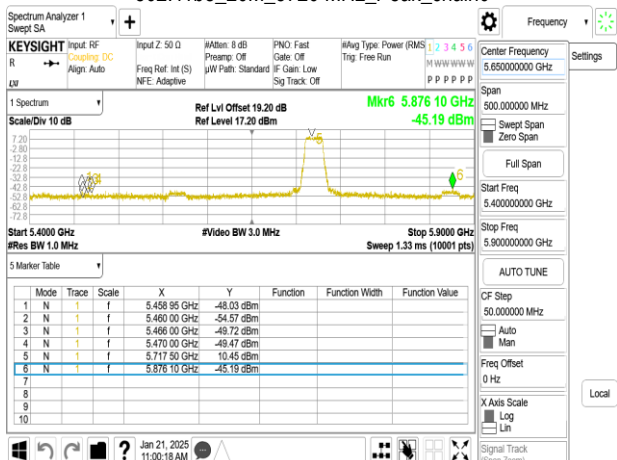 Spectrum Analyzer 1
Swept SA
+
Frequency
KEYSIGHT Input: RF
R
Coupling: DC
Align: Auto
LXI
Input Z: 50 Ω
Freq Ref: Int (S)
NFE: Adaptive
#Atten: 8 dB
Preamp: Off
µW Path: Standard
PNO: Fast
Gate: Off
IF Gain: Low
Sig Track: Off
#Avg Type: Power (RMS
Trig: Free Run
1 2 3 4 5 6
M W W W W W
P P P P P P
Center Frequency
5.650000000 GHz
Settings
Span
500.000000 MHz
Swept Span
Zero Span
Full Span
Start Freq
5.400000000 GHz
Stop Freq
5.900000000 GHz
AUTO TUNE
CF Step
50.000000 MHz
Auto
Man
Freq Offset
0 Hz
X Axis Scale
Log
Lin
Signal Track
Local
1 Spectrum
Scale/Div 10 dB
Ref Lvl Offset 19.20 dB
Ref Level 17.20 dBm
Mkr6 5.876 10 GHz
-45.19 dBm
7.20
-2.80
-12.8
-22.8
-32.8
-42.8
-52.8
-62.8
-72.8
5
6
Start 5.4000 GHz
#Res BW 1.0 MHz
#Video BW 3.0 MHz
Stop 5.9000 GHz
Sweep 1.33 ms (10001 pts)
5 Marker Table
Mode Trace Scale X Y Function Function Width Function Value
1 N 1 f 5.458 95 GHz -48.03 dBm
2 N 1 f 5.460 00 GHz -54.57 dBm
3 N 1 f 5.466 00 GHz -49.72 dBm
4 N 1 f 5.470 00 GHz -49.47 dBm
5 N 1 f 5.717 50 GHz 10.45 dBm
6 N 1 f 5.876 10 GHz -45.19 dBm
7
8
9
10
?
Jan 21, 2025
11:00:18 AM